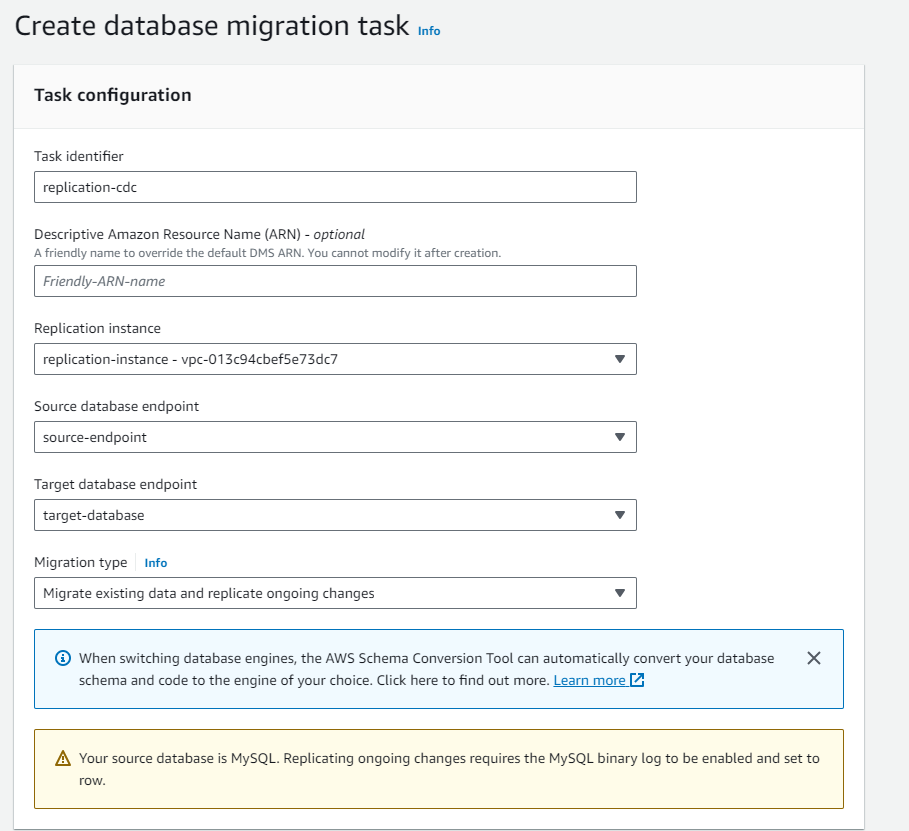 Create database migration task Info
Task configuration
Task identifier
replication-cdc
Descriptive Amazon Resource Name (ARN) - optional
A friendly name to override the default DMS ARN. You cannot modify it after creation.
Friendly-ARN-name
Replication instance
replication-instance - vpc-013c94cbef5e73dc7
Source database endpoint
source-endpoint
Target database endpoint
target-database
Migration type Info
Migrate existing data and replicate ongoing changes
When switching database engines, the AWS Schema Conversion Tool can automatically convert your database
schema and code to the engine of your choice. Click here to find out more. Learn more
Your source database is MySQL. Replicating ongoing changes requires the MySQL binary log to be enabled and set to
row.